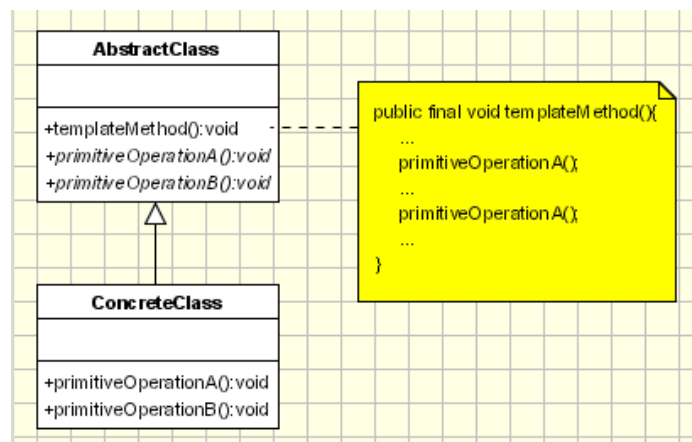 AbstractClass
+templateMethod():void
+primitiveOperationA():void
+primitiveOperationB():void
public final void templateMethod(){
...
primitiveOperationA();
...
primitiveOperationA();
...
}
ConcreteClass
+primitiveOperationA():void
+primitiveOperationB():void